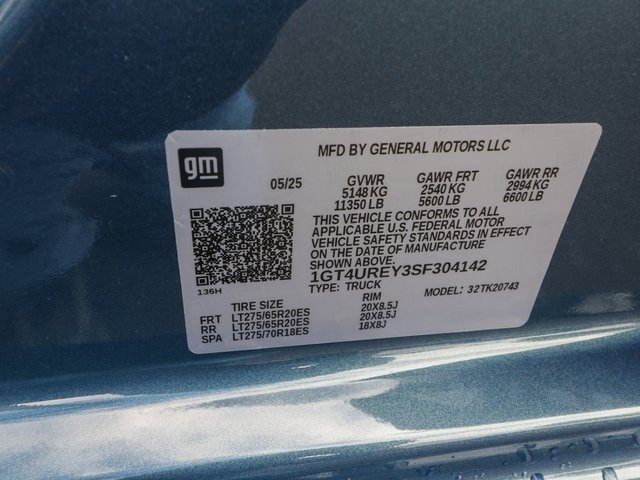 gm
MFD BY GENERAL MOTORS LLC
05/25
GVWR GAWR FRT GAWR RR
5148 KG 2540 KG 2994 KG
11350 LB 5600 LB 6600 LB
THIS VEHICLE CONFORMS TO ALL
APPLICABLE U.S. FEDERAL MOTOR
VEHICLE SAFETY STANDARDS IN EFFECT
ON THE DATE OF MANUFACTURE
SHOWN ABOVE.
136H
1GT4UREY3SF304142
TYPE: TRUCK MODEL: 32TK20743
TIRE SIZE RIM
FRT LT275/65R20ES 20X8.5J
RR LT275/65R20ES 20X8.5J
SPA LT275/70R18ES 18X8J